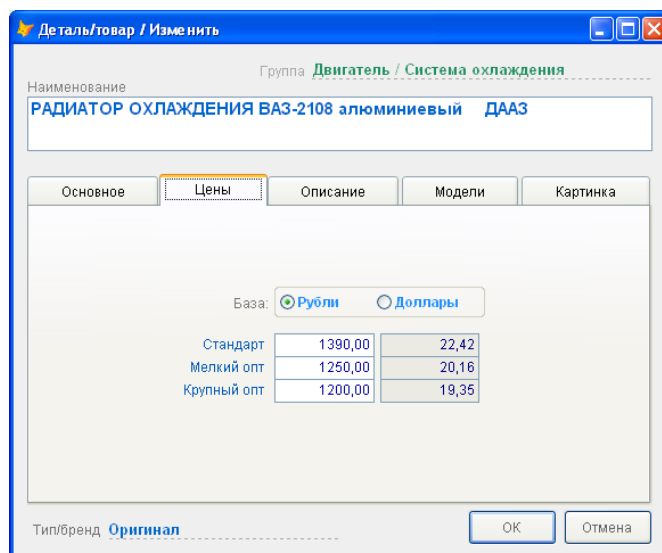 Деталь/товар / Изменить
Группа Двигатель / Система охлаждения
Наименование
РАДИАТОР ОХЛАЖДЕНИЯ ВАЗ-2108 алюминиевый ДААЗ
Основное Цены Описание Модели Картинка
База: Рубли Доллары
Стандарт 1390,00 22,42
Мелкий опт 1250,00 20,16
Крупный опт 1200,00 19,35
Тип/бренд Оригинал OK Отмена